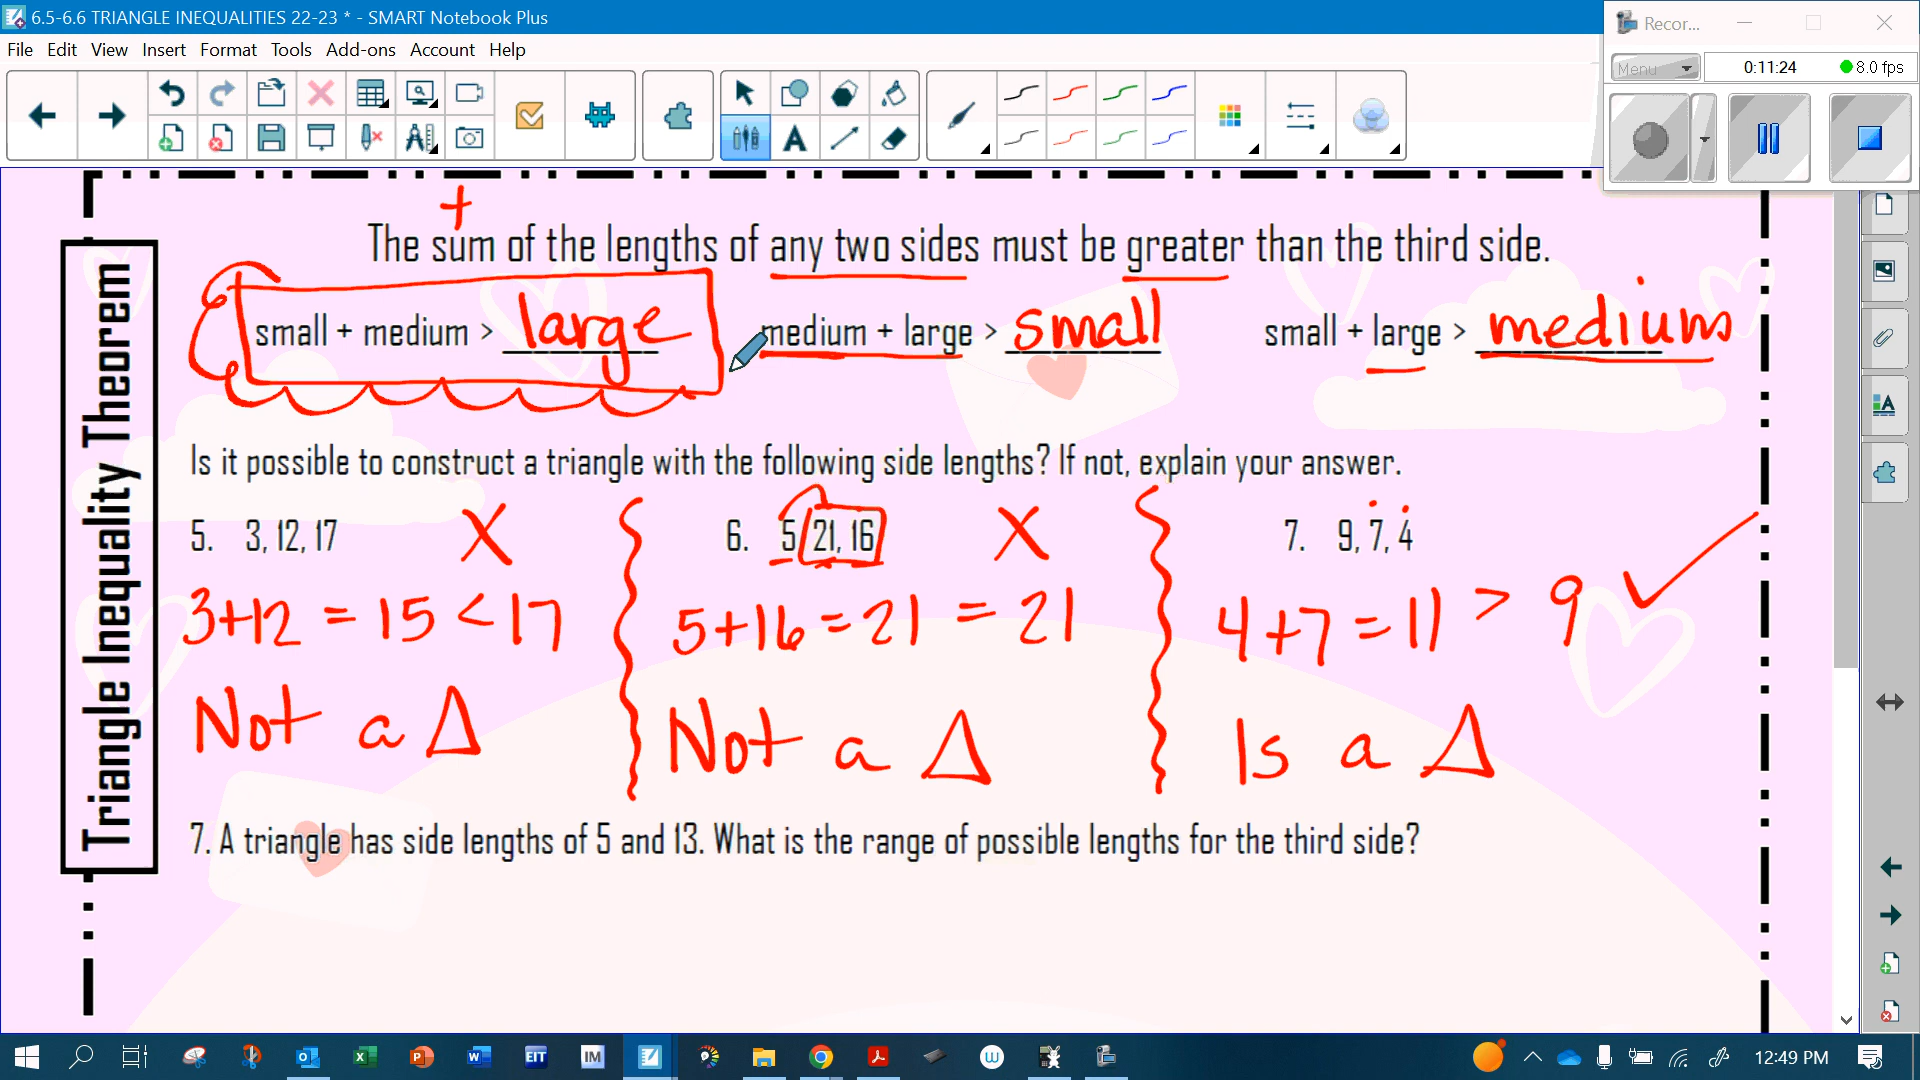 6.5-6.6 TRIANGLE INEQUALITIES 22-23 * - SMART Notebook Plus
Recor...
File Edit View Insert Format Tools Add-ons Account Help
Menu 0:11:24 8.0 fps
+
The sum of the lengths of any two sides must be greater than the third side.
small + medium > large medium + large > small small + large > medium
Triangle Inequality Theorem
Is it possible to construct a triangle with the following side lengths? If not, explain your answer.
5. 3, 12, 17 X 6. 5, 21, 16 X 7. 9, 7, 4 ✓
3+12 = 15 < 17 5+16 = 21 = 21 4+7 = 11 > 9
Not a Δ Not a Δ Is a Δ
7. A triangle has side lengths of 5 and 13. What is the range of possible lengths for the third side?
EIT IM 12:49 PM